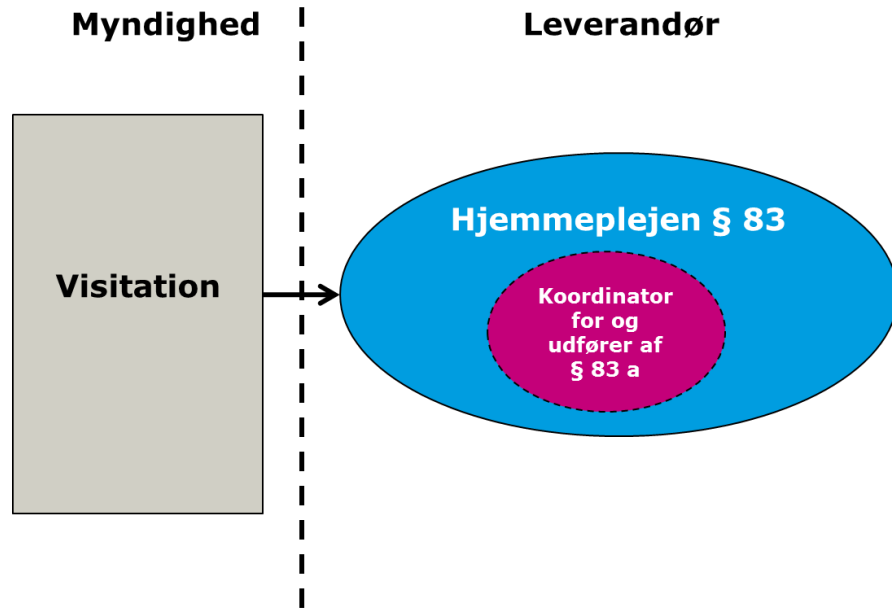 Myndighed
Leverandør
Visitation
Hjemmeplejen § 83
Koordinator
for og
udfører af
§ 83 a